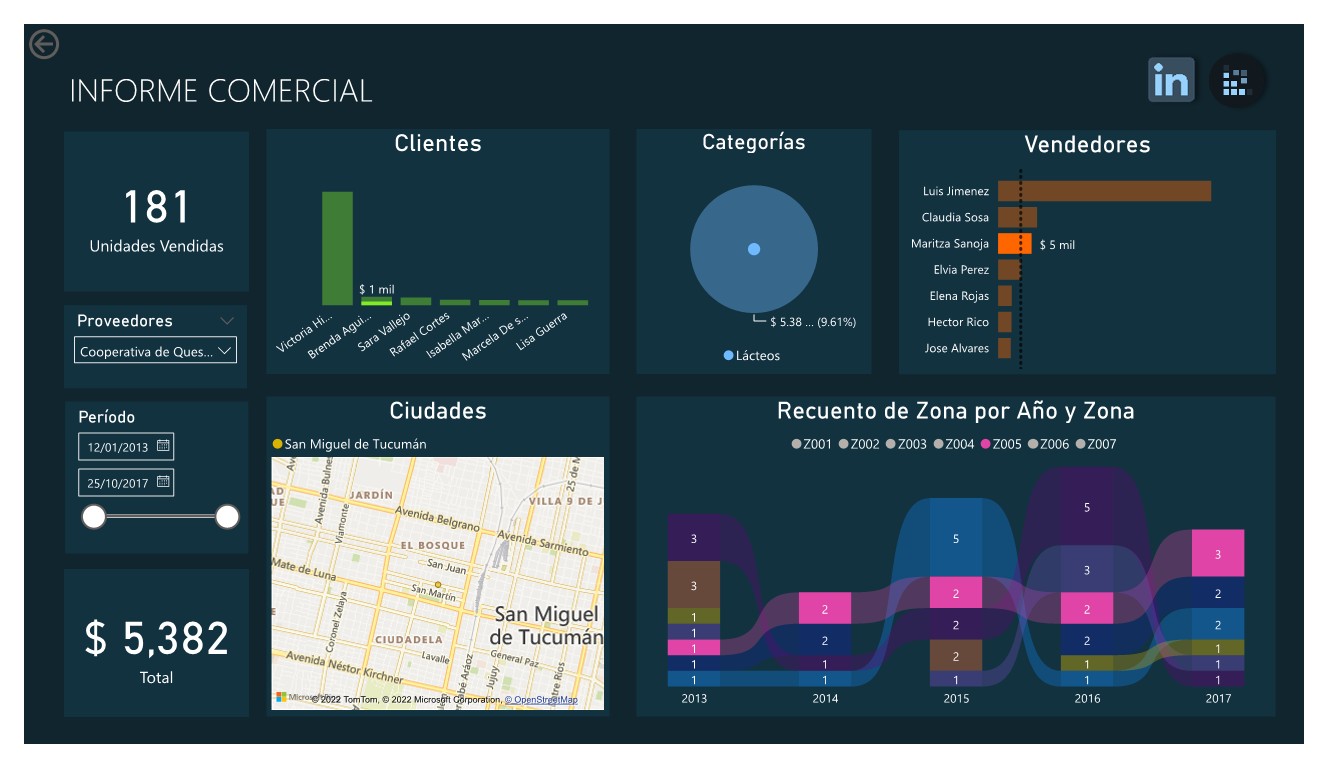 INFORME COMERCIAL
in
181
Unidades Vendidas
Proveedores
Cooperativa de Ques...
Período
12/01/2013
25/10/2017
$ 5,382
Total
Clientes
$ 1 mil
Victoria Hi...
Brenda Agui...
Sara Vallejo
Rafael Cortes
Isabella Mar...
Marcela De s...
Lisa Guerra
Categorías
$ 5.38 ... (9.61%)
Lácteos
Vendedores
Luis Jimenez
Claudia Sosa
Maritza Sanoja
$ 5 mil
Elvia Perez
Elena Rojas
Hector Rico
Jose Alvares
Ciudades
San Miguel de Tucumán
Avenida Bulnes
JARDÍN
25 de M
VILLA 9 DE J
Viamonte
Avenida Belgrano
Avenida Sarmiento
EL BOSQUE
San Juan
Mate de Luna
San Martín
Coronel Zelaya
San Miguel
de Tucumán
CIUDADELA
Lavalle
General Paz
Avenida Néstor Kirchner
Jujuy
© 2022 TomTom, © 2022 Microsoft Corporation, © OpenStreetMap
Recuento de Zona por Año y Zona
Z001 Z002 Z003 Z004 Z005 Z006 Z007
3
3
1
1
1
1
1
2
2
1
1
5
2
2
2
1
5
3
2
2
1
1
3
2
2
1
1
1
2013 2014 2015 2016 2017